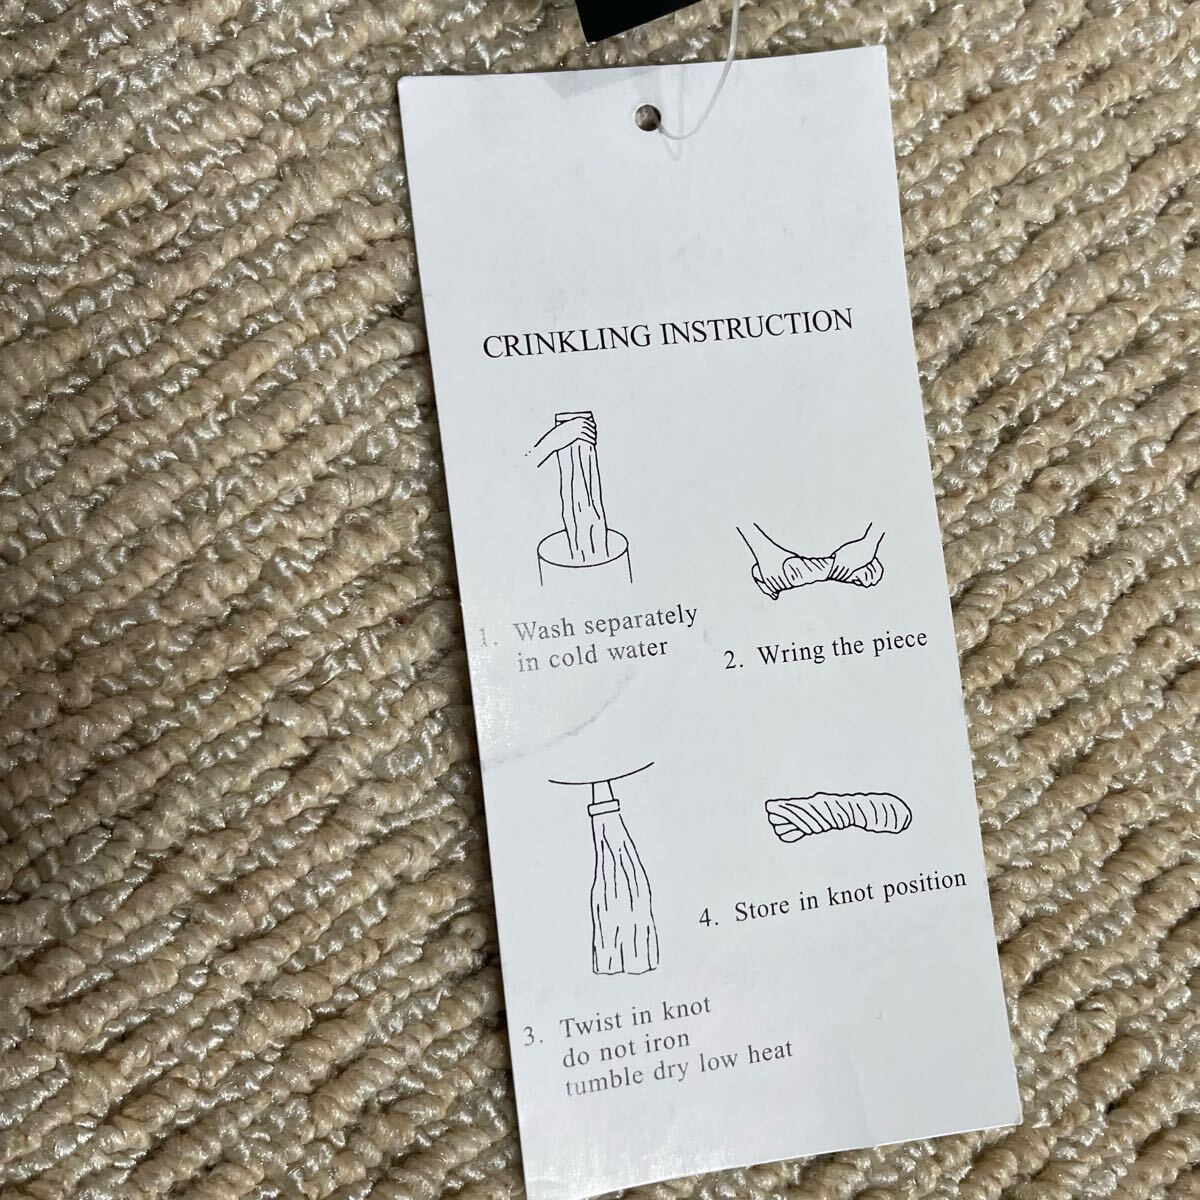 CRINKLING INSTRUCTION
1. Wash separately
in cold water
2. Wring the piece
3. Twist in knot
do not iron
tumble dry low heat
4. Store in knot position